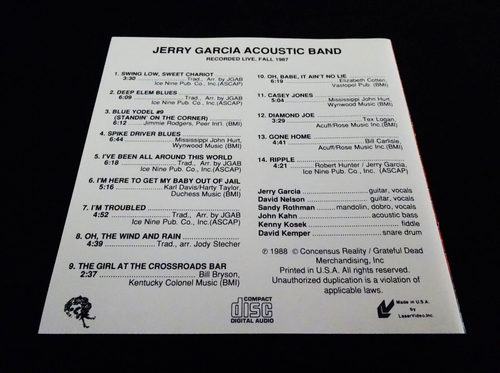 JERRY GARCIA ACOUSTIC BAND
RECORDED LIVE, FALL 1987
1. SWING LOW, SWEET CHARIOT
3:30 Trad., Arr. by JGAB
Ice Nine Pub. Co., Inc.(ASCAP)
2. DEEP ELEM BLUES
6:09 Trad., Arr. by JGAB
Ice Nine Pub. Co., Inc (ASCAP)
3. BLUE YODEL #9
(STANDIN' ON THE CORNER)
6:12 Jimmie Rodgers, Peer Int'l. (BMI)
4. SPIKE DRIVER BLUES
6:44 Mississippi John Hurt,
Wynwood Music (BMI)
5. I'VE BEEN ALL AROUND THIS WORLD
6:18 Trad., Arr. by JGAB
Ice Nine Pub. Co., Inc (ASCAP)
6. I'M HERE TO GET MY BABY OUT OF JAIL
5:16 Karl Davis/Harty Taylor,
Duchess Music (BMI)
7. I'M TROUBLED
4:52 Trad., Arr by JGAB
Ice Nine Pub. Co., Inc (ASCAP)
8. OH, THE WIND AND RAIN
4:39 Trad., arr. Jody Stecher
9. THE GIRL AT THE CROSSROADS BAR
2:37 Bill Bryson,
Kentucky Colonel Music (BMI)
10. OH, BABE, IT AIN'T NO LIE
6:19 Elizabeth Cotten,
Vastopol Pub. (BMI)
11. CASEY JONES
5:04 Mississippi John Hurt,
Wynwood Music (BMI)
12. DIAMOND JOE
3:29 Tex Logan,
Acuff/Rose Music Inc. (BMI)
13. GONE HOME
4:41 Bill Carlisle,
Acuff/Rose Music Inc. (BMI)
14. RIPPLE
4:21 Robert Hunter / Jerry Garcia,
Ice Nine Pub. Co., Inc. (ASCAP)
Jerry Garcia guitar, vocals
David Nelson guitar, vocals
Sandy Rothman mandolin, dobro, vocals
John Kahn acoustic bass
Kenny Kosek fiddle
David Kemper snare drum
℗ 1988 © Concensus Reality / Grateful Dead
Merchandising, Inc
Printed in U.S.A. All rights reserved.
Unauthorized duplication is a violation of
applicable laws.
COMPACT
disc
DIGITAL AUDIO
Made in U.S.A.
by
LaserVideo, Inc.